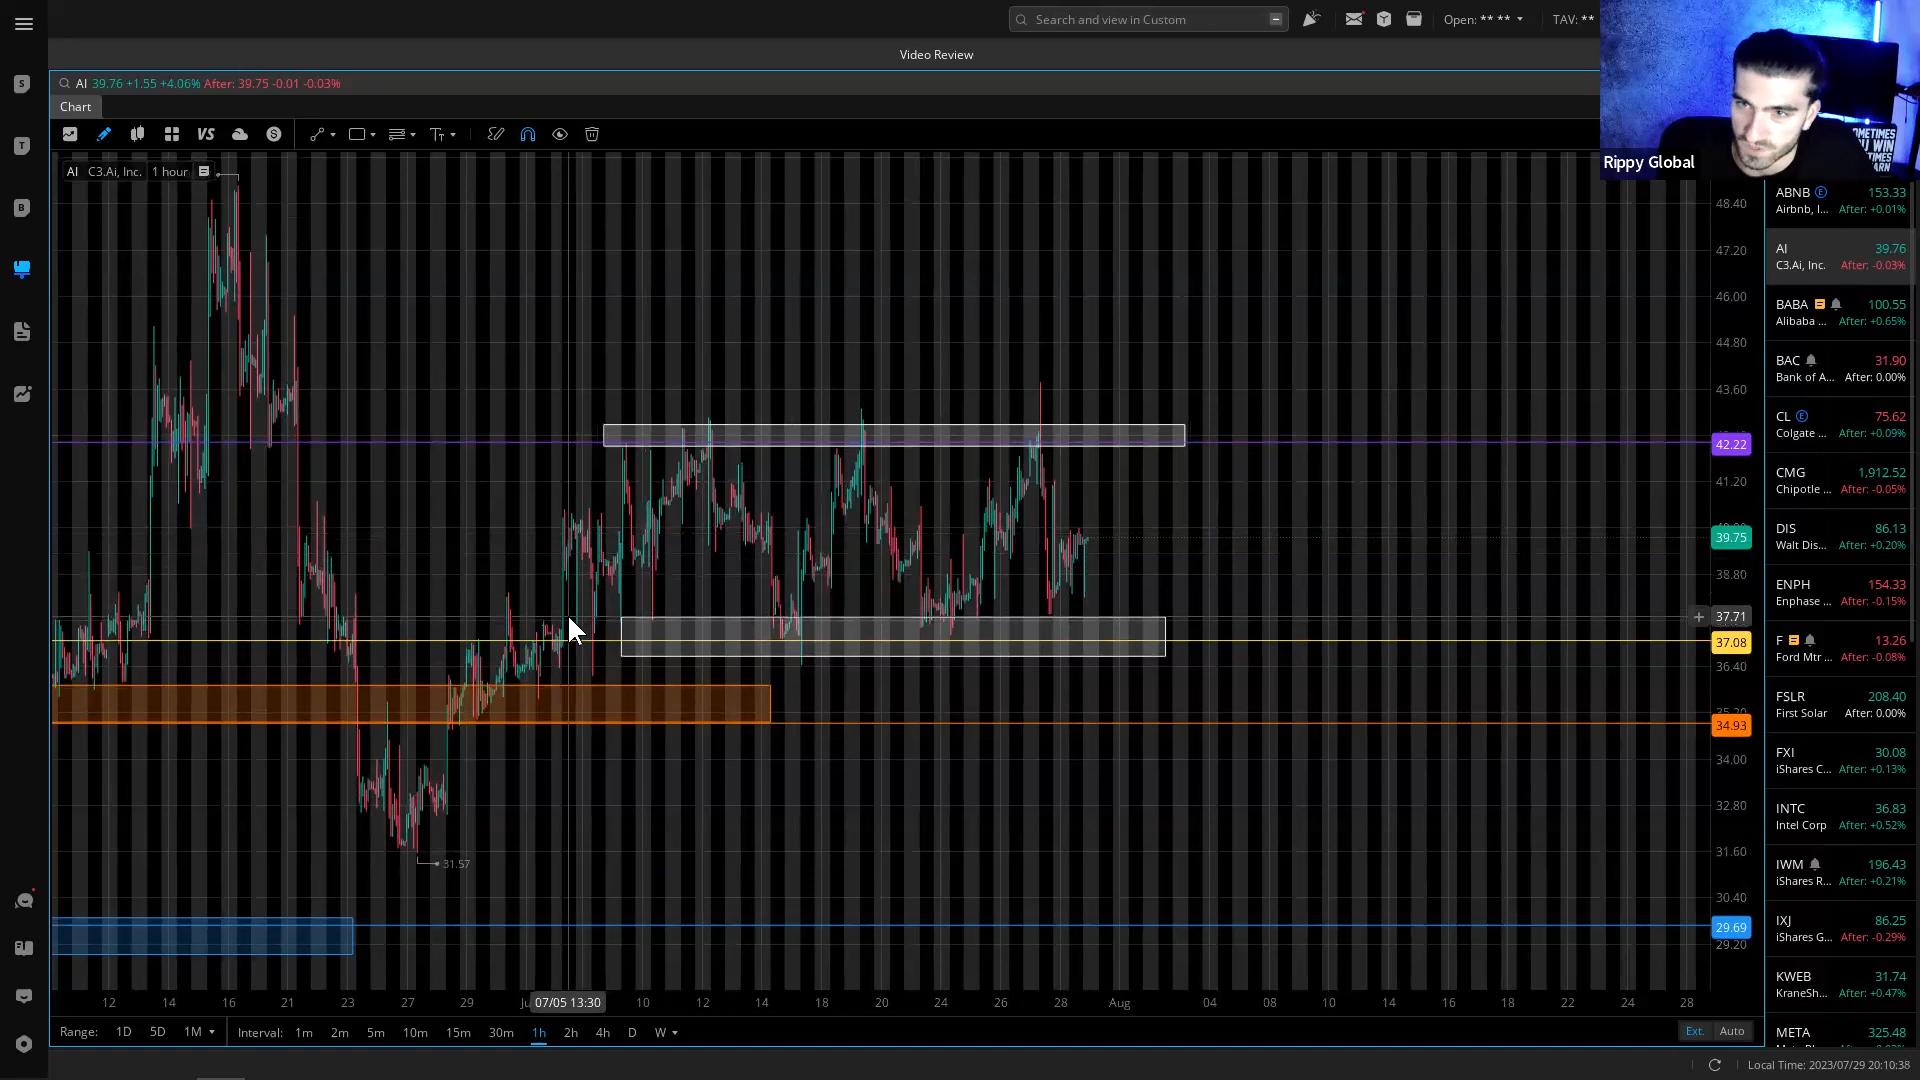 Search and view in Custom
Open: ** **
TAV: **
Video Review
AI 39.76 +1.55 +4.06% After: 39.75 -0.01 -0.03%
Chart
VS
AI C3.Ai, Inc. 1 hour
Rippy Global
OMETIMES
OU WIN
TIMES
EARN
S
T
B
48.40
47.20
46.00
44.80
43.60
42.22
41.20
39.75
38.80
37.71
37.08
36.40
34.93
34.00
32.80
31.60
30.40
29.69
29.20
31.57
12 14 16 21 23 27 29 07/05 13:30 10 12 14 18 20 24 26 28 Aug 04 08 10 14 16 18 22 24 28
Range: 1D 5D 1M Interval: 1m 2m 5m 10m 15m 30m 1h 2h 4h D W
Ext. Auto
ABNB E 153.33
Airbnb, I... After: +0.01%
AI 39.76
C3.Ai, Inc. After: -0.03%
BABA 100.55
Alibaba ... After: +0.65%
BAC 31.90
Bank of A... After: 0.00%
CL E 75.62
Colgate ... After: +0.09%
CMG 1,912.52
Chipotle ... After: -0.05%
DIS 86.13
Walt Dis... After: +0.20%
ENPH 154.33
Enphase ... After: -0.15%
F 13.26
Ford Mtr ... After: -0.08%
FSLR 208.40
First Solar After: 0.00%
FXI 30.08
iShares C... After: +0.13%
INTC 36.83
Intel Corp After: +0.52%
IWM 196.43
iShares R... After: +0.21%
IXJ 86.25
iShares G... After: -0.29%
KWEB 31.74
KraneSh... After: +0.47%
META 325.48
Local Time: 2023/07/29 20:10:38